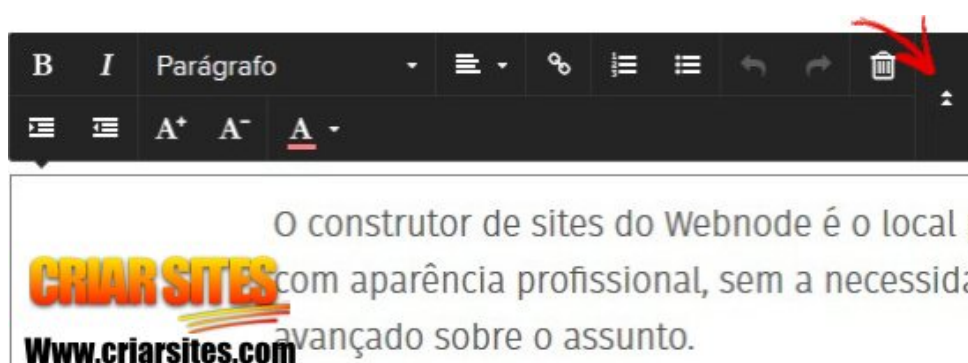 B I Parágrafo
A⁺ A⁻ A
O construtor de sites do Webnode é o local
com aparência profissional, sem a
avançado sobre o assunto.
CRIAR SITES
Www.criarsites.com